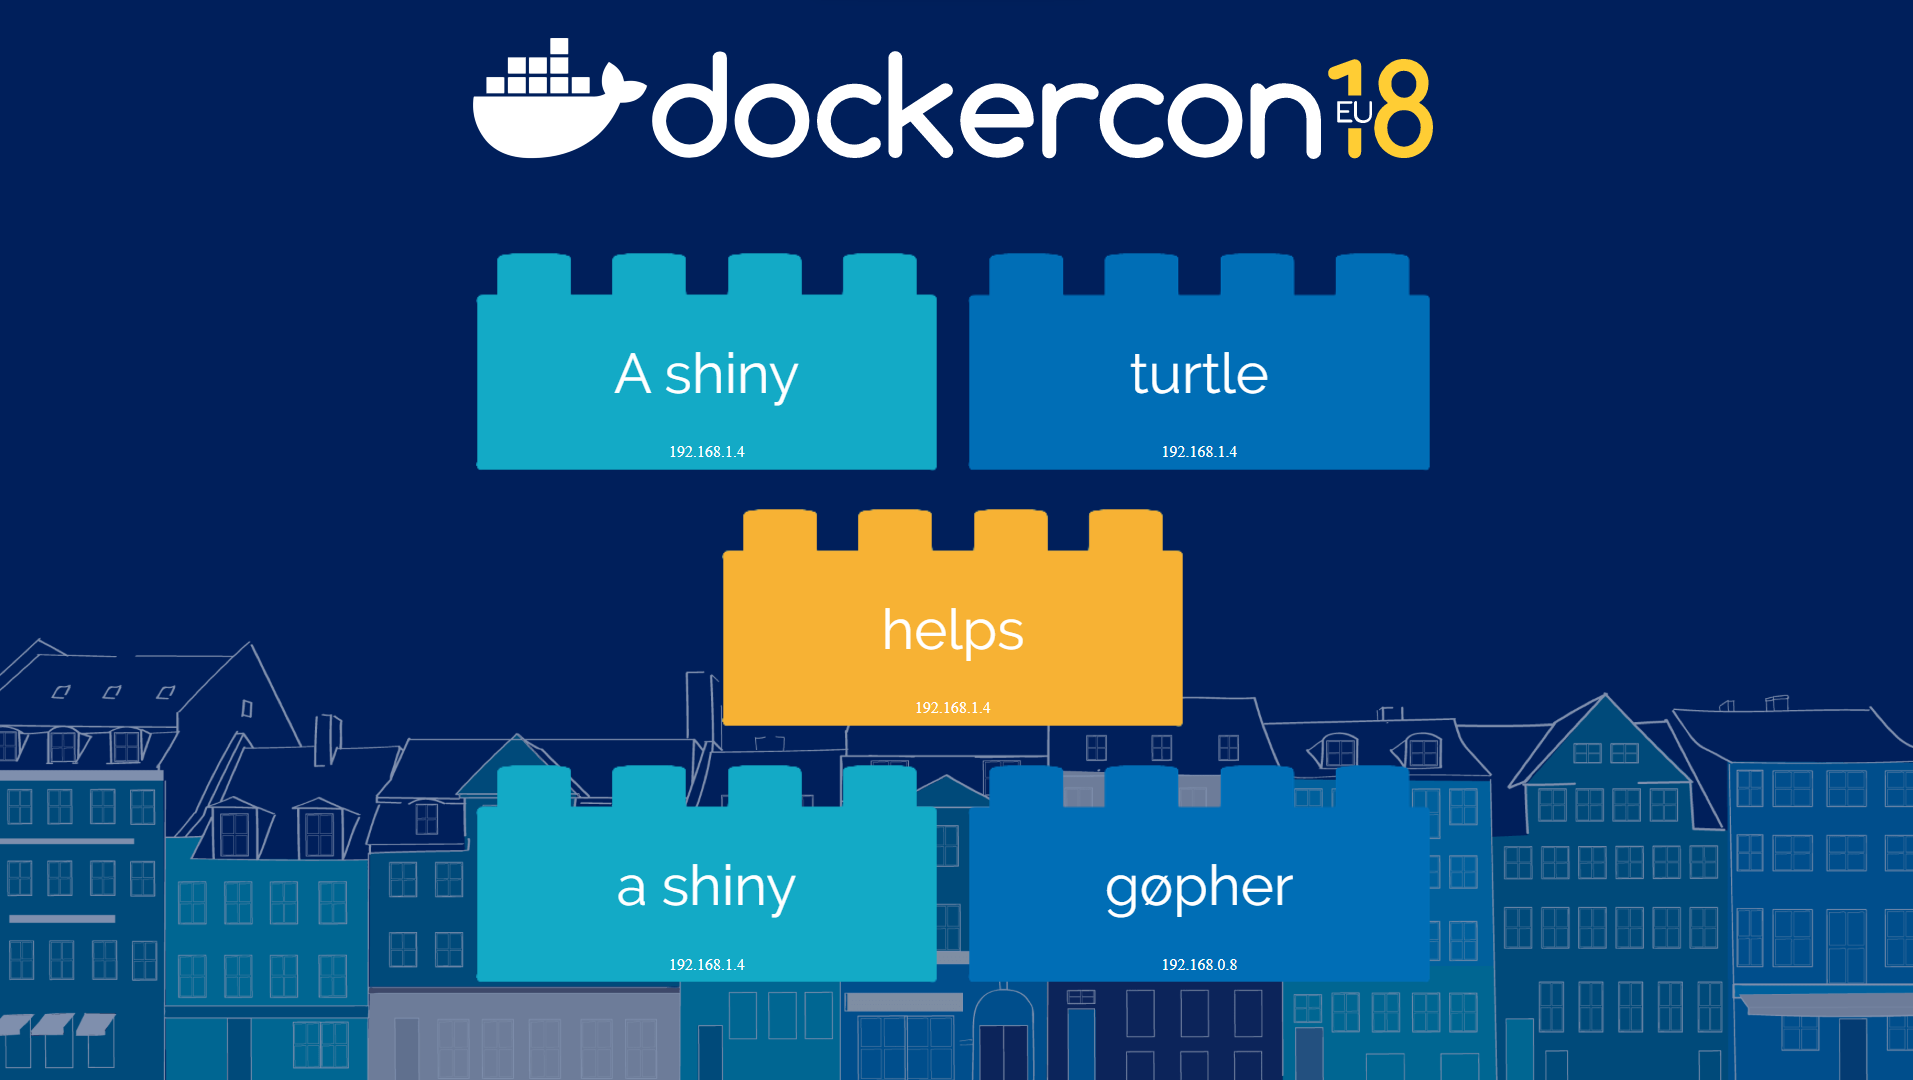 dockercon EU 18
A shiny
192.168.1.4
turtle
192.168.1.4
helps
192.168.1.4
a shiny
192.168.1.4
gøpher
192.168.0.8